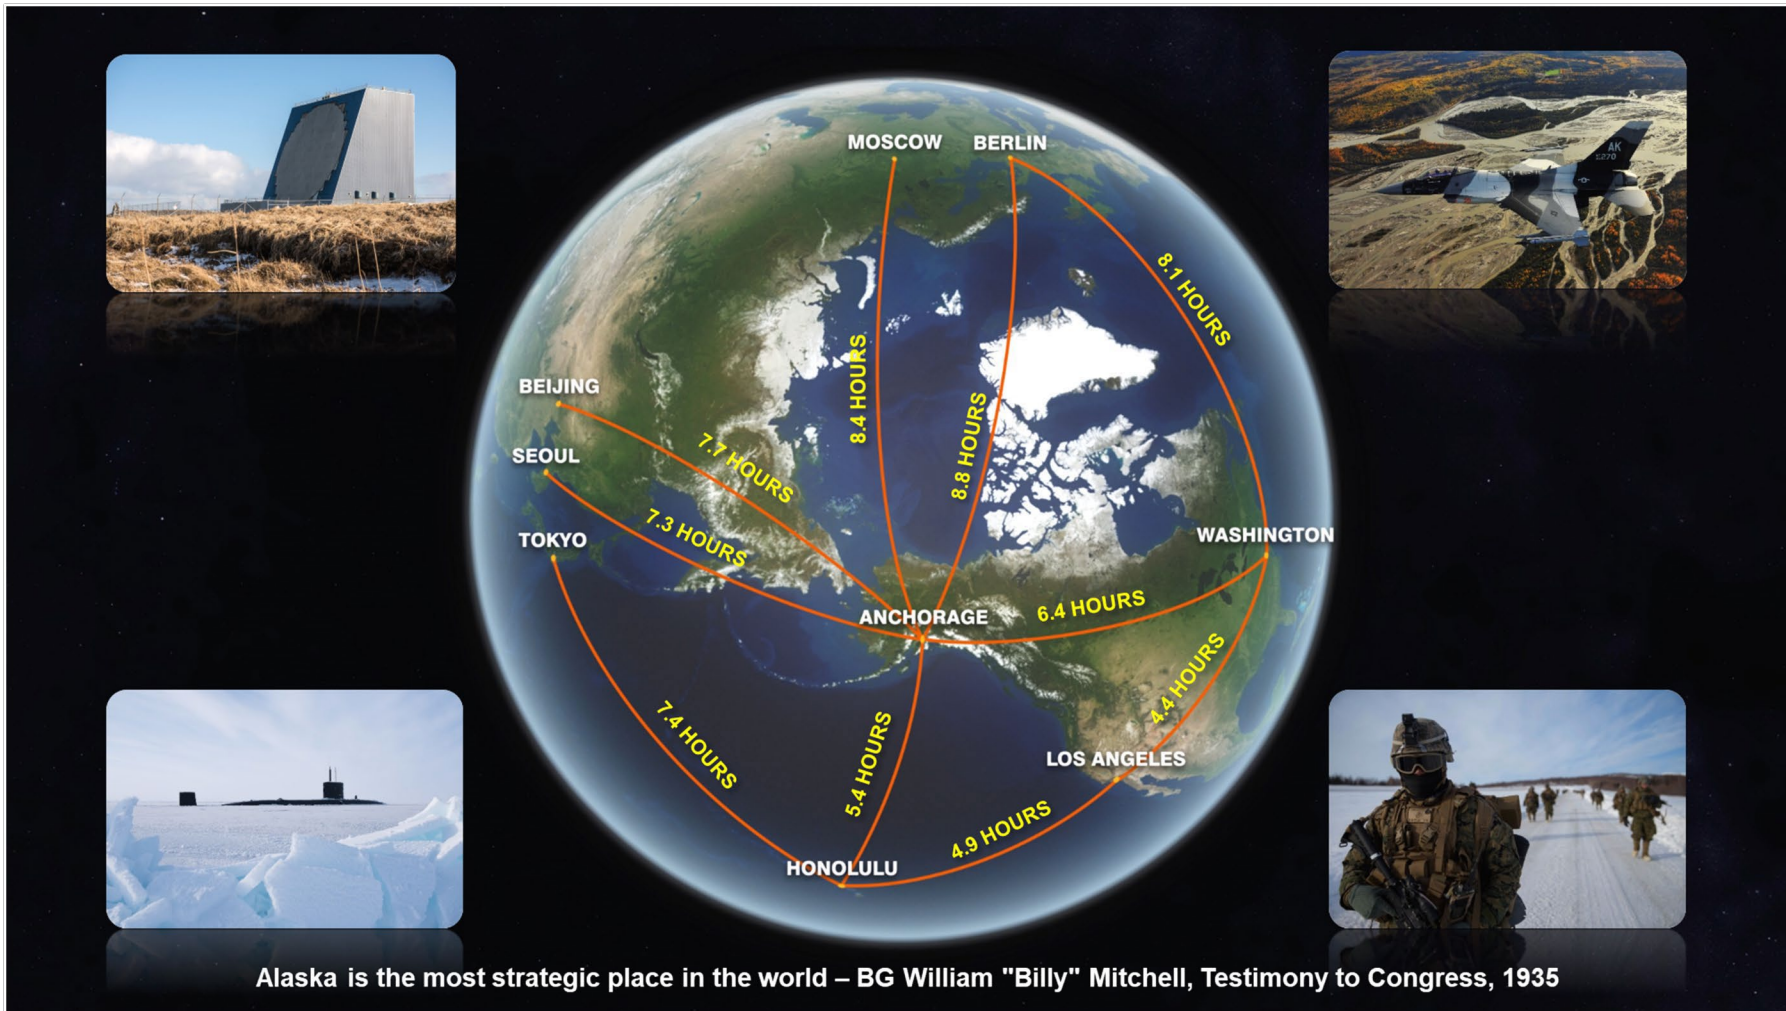 MOSCOW
BERLIN
AK
270
8.1 HOURS
8.4 HOURS
8.8 HOURS
BEIJING
7.7 HOURS
SEOUL
7.3 HOURS
TOKYO
WASHINGTON
ANCHORAGE
6.4 HOURS
4.4 HOURS
7.4 HOURS
5.4 HOURS
LOS ANGELES
4.9 HOURS
HONOLULU
Alaska is the most strategic place in the world – BG William "Billy" Mitchell, Testimony to Congress, 1935